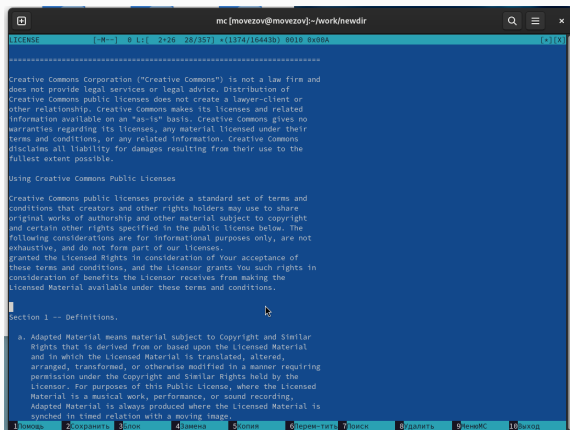 mc [movezov@movezov]:~/work/newdir
LICENSE [-M--] 0 L:[ 2+26 28/357] *(1374/16443b) 0010 0x00A [*][X]
=======================================================================
Creative Commons Corporation ("Creative Commons") is not a law firm and
does not provide legal services or legal advice. Distribution of
Creative Commons public licenses does not create a lawyer-client or
other relationship. Creative Commons makes its licenses and related
information available on an "as-is" basis. Creative Commons gives no
warranties regarding its licenses, any material licensed under their
terms and conditions, or any related information. Creative Commons
disclaims all liability for damages resulting from their use to the
fullest extent possible.
Using Creative Commons Public Licenses
Creative Commons public licenses provide a standard set of terms and
conditions that creators and other rights holders may use to share
original works of authorship and other material subject to copyright
and certain other rights specified in the public license below. The
following considerations are for informational purposes only, are not
exhaustive, and do not form part of our licenses.
granted the Licensed Rights in consideration of Your acceptance of
these terms and conditions, and the Licensor grants You such rights in
consideration of benefits the Licensor receives from making the
Licensed Material available under these terms and conditions.
Section 1 -- Definitions.
a. Adapted Material means material subject to Copyright and Similar
Rights that is derived from or based upon the Licensed Material
and in which the Licensed Material is translated, altered,
arranged, transformed, or otherwise modified in a manner requiring
permission under the Copyright and Similar Rights held by the
Licensor. For purposes of this Public License, where the Licensed
Material is a musical work, performance, or sound recording,
Adapted Material is always produced where the Licensed Material is
synched in timed relation with a moving image.
1Помощь 2Сохранить 3Блок 4Замена 5Копия 6Перем~тить 7Поиск 8Удалить 9МенюMC 10Выход